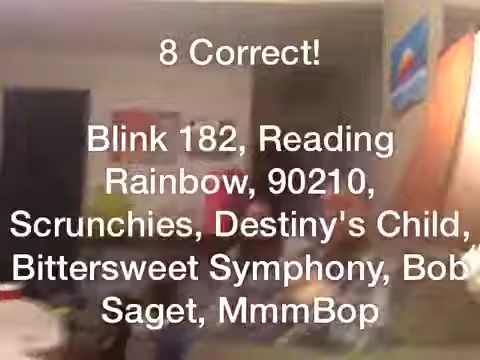 8 Correct!
Blink 182, Reading
Rainbow, 90210,
Scrunchies, Destiny's Child,
Bittersweet Symphony, Bob
Saget, MmmBop